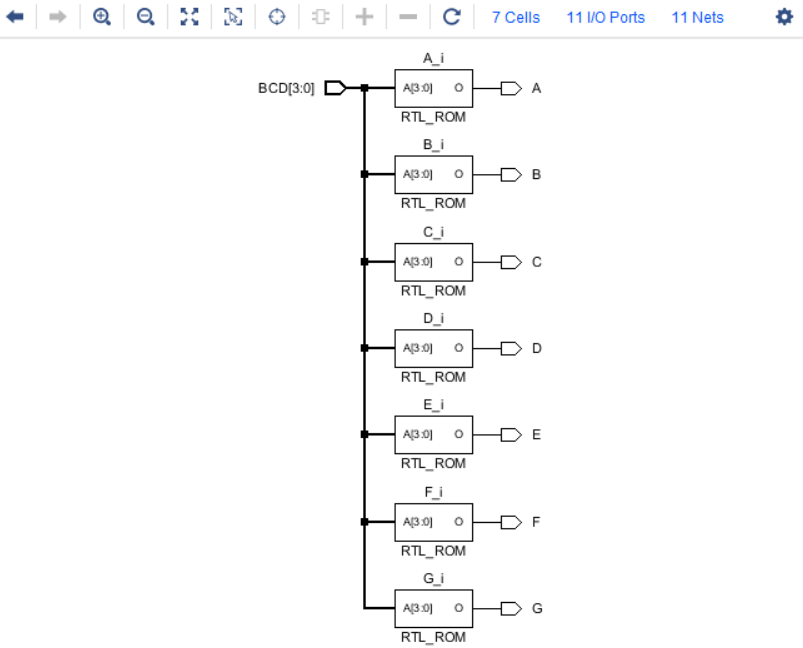 7 Cells 11 I/O Ports 11 Nets
A_i
BCD[3:0] A[3:0] O A
RTL_ROM
B_i
A[3:0] O B
RTL_ROM
C_i
A[3:0] O C
RTL_ROM
D_i
A[3:0] O D
RTL_ROM
E_i
A[3:0] O E
RTL_ROM
F_i
A[3:0] O F
RTL_ROM
G_i
A[3:0] O G
RTL_ROM